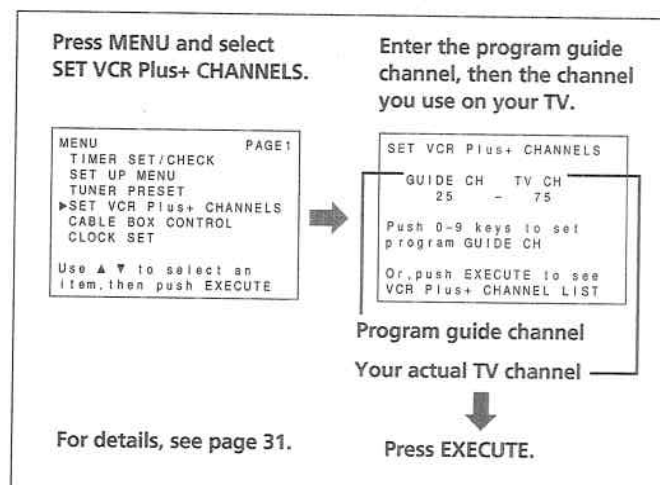 Press MENU and select
SET VCR Plus+ CHANNELS.
MENU PAGE1
TIMER SET/CHECK
SET UP MENU
TUNER PRESET
▶SET VCR Plus+ CHANNELS
CABLE BOX CONTROL
CLOCK SET
Use ▲ ▼ to select an
item,then push EXECUTE
For details, see page 31.
Enter the program guide
channel, then the channel
you use on your TV.
SET VCR Plus+ CHANNELS
GUIDE CH TV CH
25 – 75
Push 0–9 keys to set
program GUIDE CH
Or,push EXECUTE to see
VCR Plus+ CHANNEL LIST
Program guide channel
Your actual TV channel
Press EXECUTE.